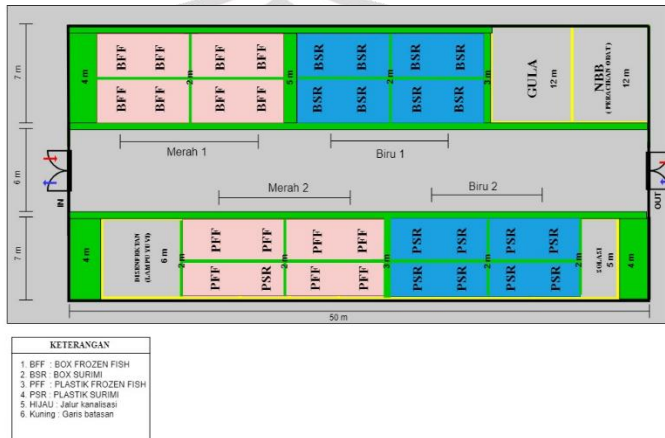 7 m
4 m
BFF BFF
2 m
BFF BFF
5 m
BSR BSR
2 m
BSR BSR
3 m
GULA
12 m
NBB
( PERACIKAN OBAT)
12 m
BFF BFF
BFF BFF
BSR BSR
BSR BSR
6 m
Merah 1
Biru 1
IN
Merah 2
Biru 2
OUT
7 m
4 m
DESINFEKTAN
(LAMPU TEVI)
6 m
2 m
PFF PFF
2 m
PFF PFF
3 m
PSR PSR
2 m
PSR PSR
2 m
5 m
4 m
PFF PSR
PFF PFF
PSR PSR
PSR PSR
50 m
KETERANGAN
1. BFF : BOX FROZEN FISH
2. BSR : BOX SURIMI
3. PFF : PLASTIK FROZEN FISH
4. PSR : PLASTIK SURIMI
5. HIJAU : Jalur kanalisasi
6. Kuning : Garis batasan